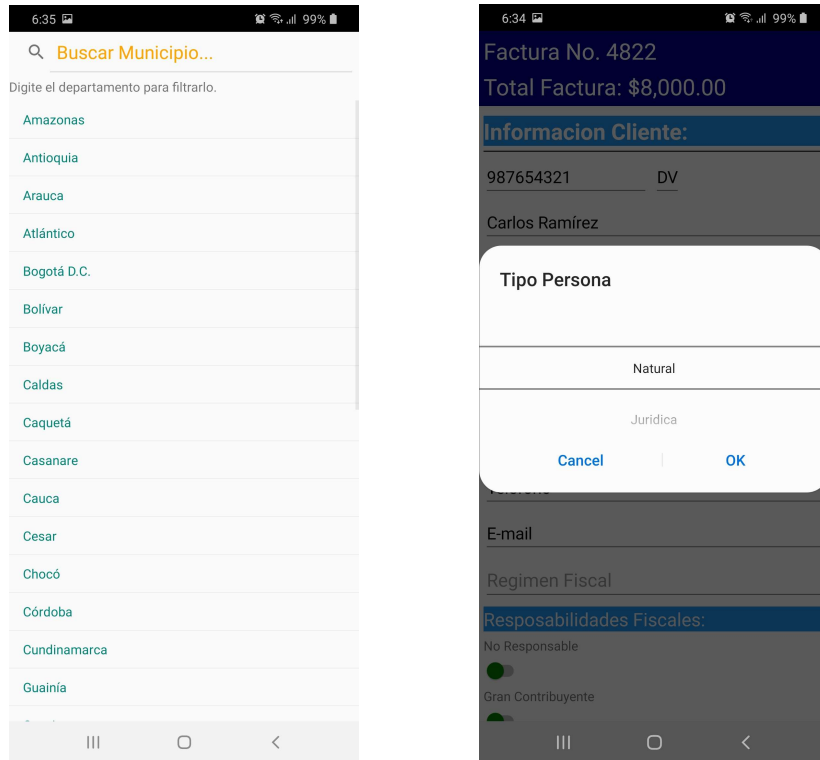 6:35
99%
Buscar Municipio...
Digite el departamento para filtrarlo.
Amazonas
Antioquia
Arauca
Atlántico
Bogotá D.C.
Bolívar
Boyacá
Caldas
Caquetá
Casanare
Cauca
Cesar
Chocó
Córdoba
Cundinamarca
Guainía
6:34
99%
Factura No. 4822
Total Factura: $8,000.00
Informacion Cliente:
987654321 DV
Carlos Ramírez
Tipo Persona
Natural
Juridica
Cancel OK
E-mail
Regimen Fiscal
Resposabilidades Fiscales:
No Responsable
Gran Contribuyente